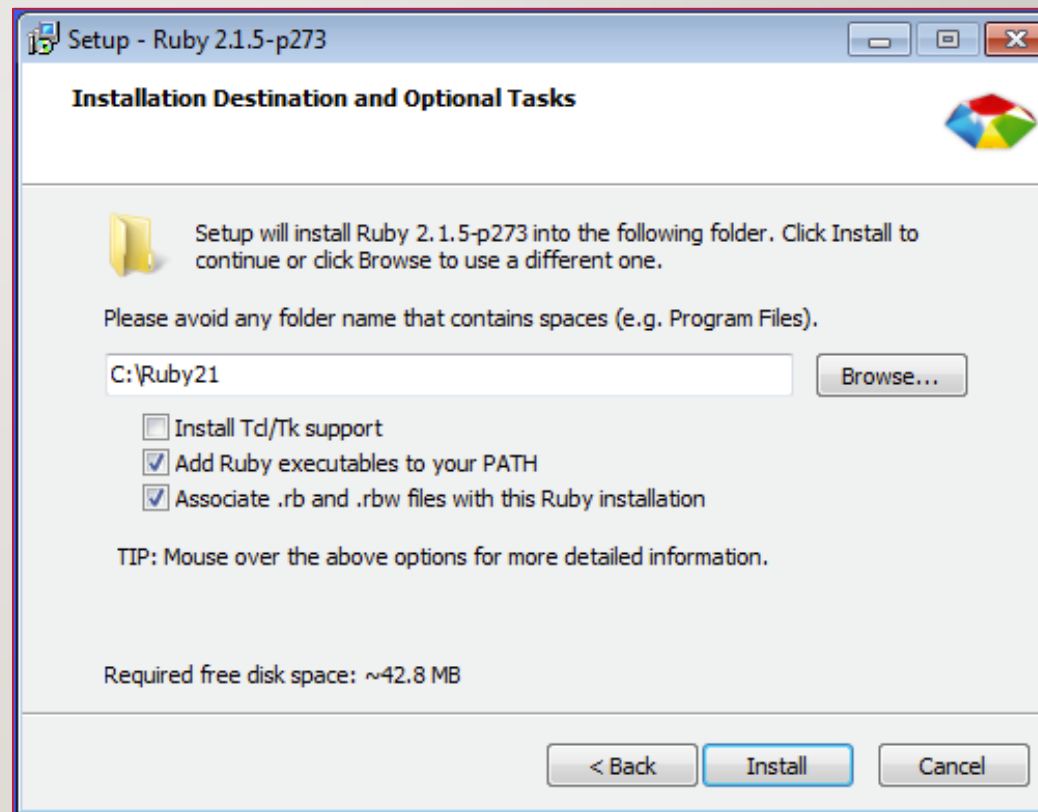 Setup - Ruby 2.1.5-p273
Installation Destination and Optional Tasks
Setup will install Ruby 2.1.5-p273 into the following folder. Click Install to
continue or click Browse to use a different one.
Please avoid any folder name that contains spaces (e.g. Program Files).
C:\Ruby21
Browse...
Install Tcl/Tk support
Add Ruby executables to your PATH
Associate .rb and .rbw files with this Ruby installation
TIP: Mouse over the above options for more detailed information.
Required free disk space: ~42.8 MB
< Back
Install
Cancel